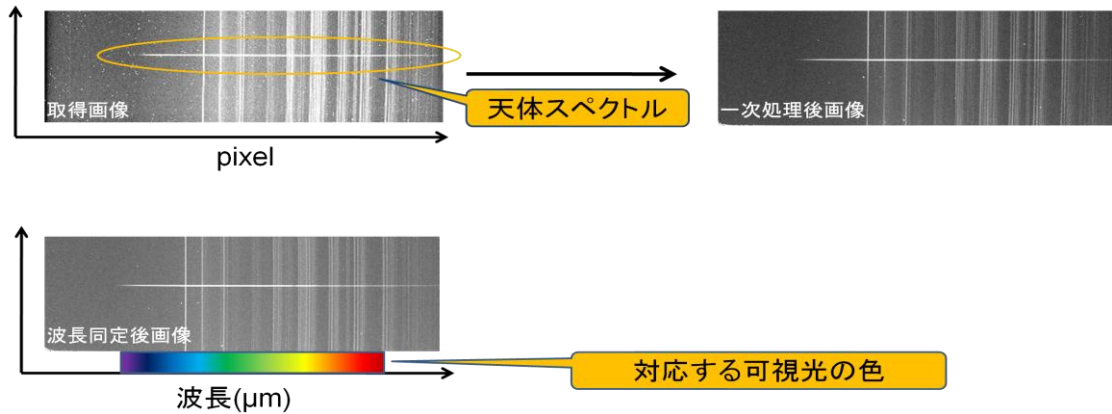 取得画像
天体スペクトル
一次処理後画像
pixel
波長同定後画像
対応する可視光の色
波長(μm)